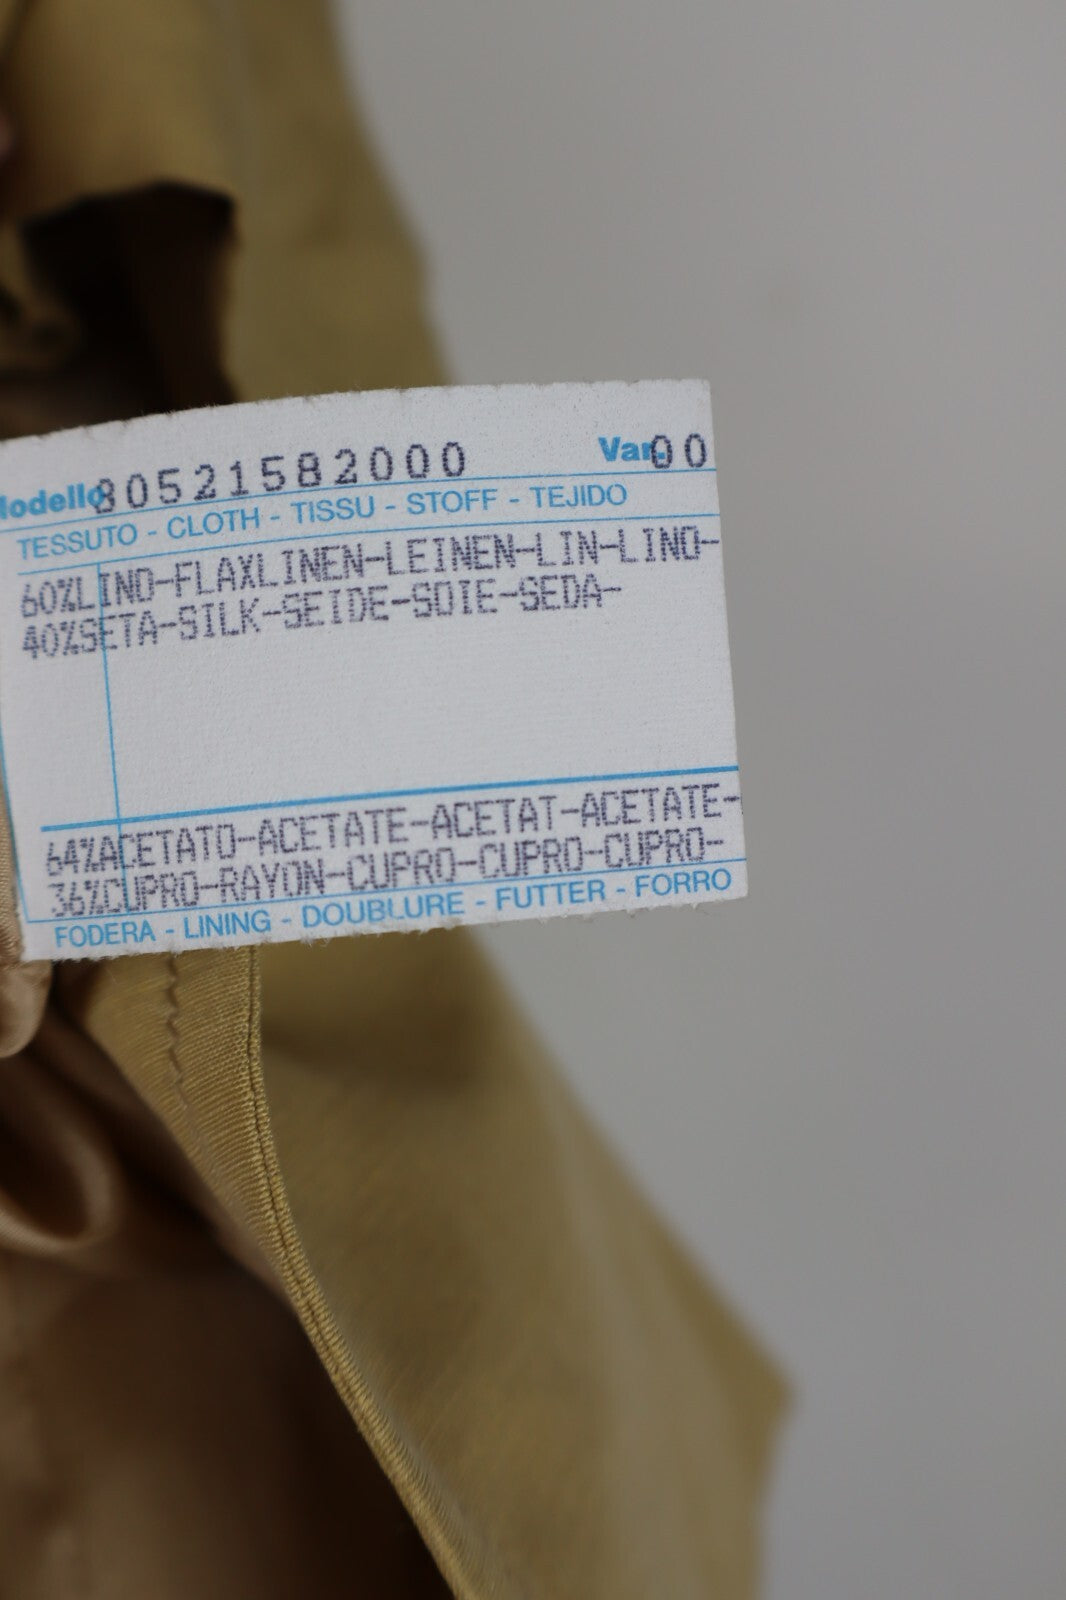 Modello 80521582000 Var. 00
TESSUTO - CLOTH - TISSU - STOFF - TEJIDO
60%LINO-FLAXLINEN-LEINEN-LIN-LINO-
40%SETA-SILK-SEIDE-SOIE-SEDA-
64%ACETATO-ACETATE-ACETAT-ACETATE-
36%CUPRO-RAYON-CUPRO-CUPRO-CUPRO-
FODERA - LINING - DOUBLURE - FUTTER - FORRO